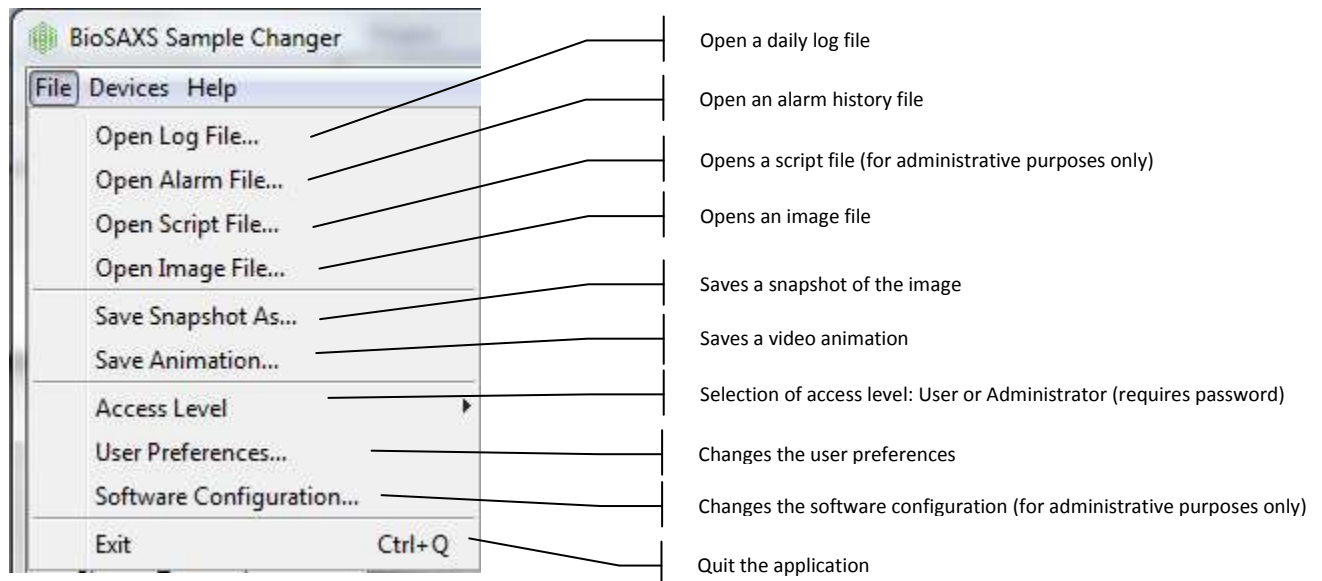 BioSAXS Sample Changer
File Devices Help
Open Log File...
Open Alarm File...
Open Script File...
Open Image File...
Save Snapshot As...
Save Animation...
Access Level
User Preferences...
Software Configuration...
Exit Ctrl+Q
Open a daily log file
Open an alarm history file
Opens a script file (for administrative purposes only)
Opens an image file
Saves a snapshot of the image
Saves a video animation
Selection of access level: User or Administrator (requires password)
Changes the user preferences
Changes the software configuration (for administrative purposes only)
Quit the application